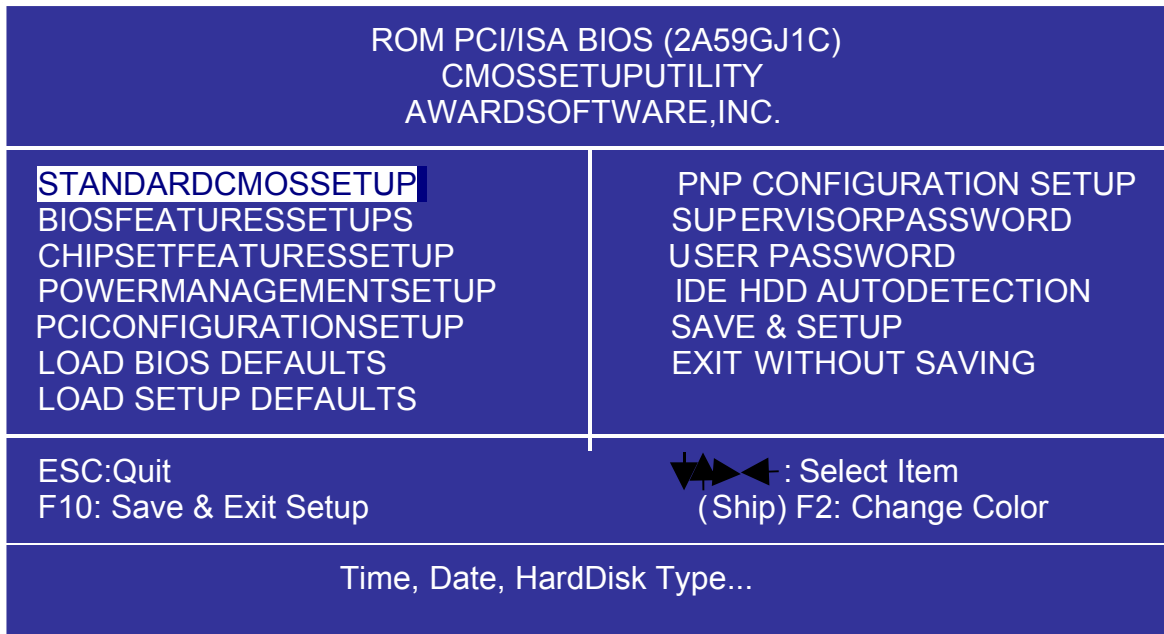 ROM PCI/ISA BIOS (2A59GJ1C)
CMOSSETUPUTILITY
AWARDSOFTWARE,INC.
STANDARDCMOSSETUP
BIOSFEATURESSETUPS
CHIPSETFEATURESSETUP
POWERMANAGEMENTSETUP
PCICONFIGURATIONSETUP
LOAD BIOS DEFAULTS
LOAD SETUP DEFAULTS
PNP CONFIGURATION SETUP
SUPERVISORPASSWORD
USER PASSWORD
IDE HDD AUTODETECTION
SAVE & SETUP
EXIT WITHOUT SAVING
ESC:Quit
F10: Save & Exit Setup
: Select Item
(Ship) F2: Change Color
Time, Date, HardDisk Type...